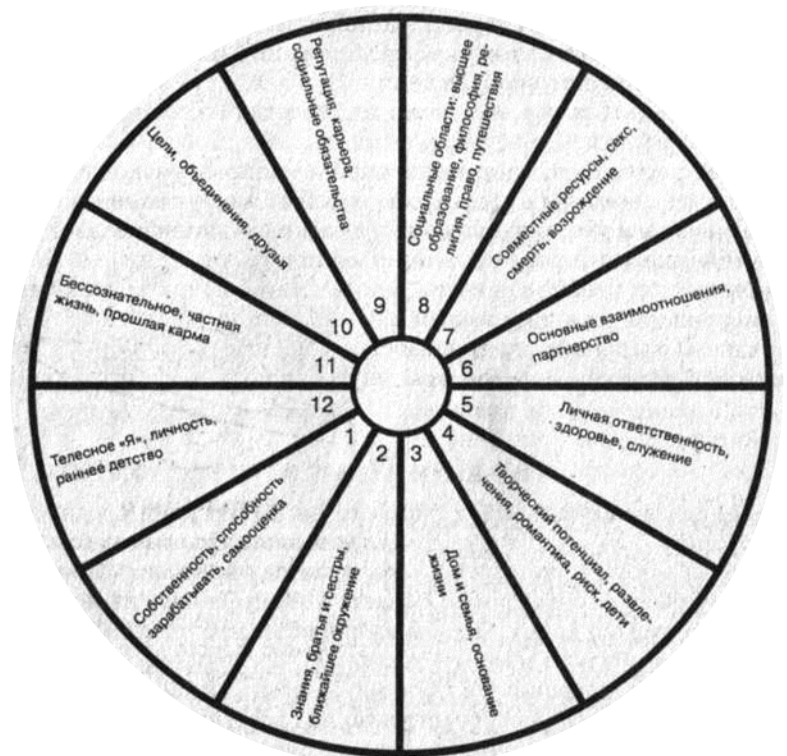 Репутация, карьера,
социальные обязательства
Социальные области: высшее
образование, философия, ре-
лигия, право, путешествия
Цели, объединения, друзья
Совместные ресурсы, секс,
смерть, возрождение
Бессознательное, частная
жизнь, прошлая карма
Основные взаимоотношения,
партнерство
9
8
10
7
11
6
12
5
1
4
2
3
Телесное «Я», личность,
раннее детство
Личная ответственность,
здоровье, служение
Собственность, способность
зарабатывать, самооценка
Творческий потенциал, развле-
чения, романтика, риск, дети
Знания, братья и сестры,
ближайшее окружение
Дом и семья, основание
жизни